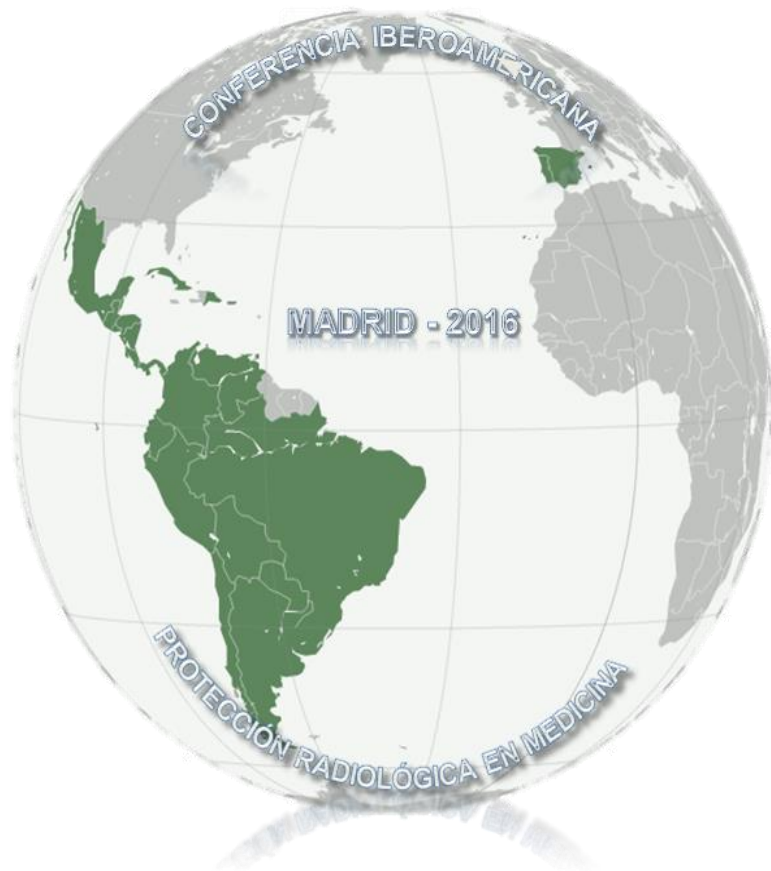 CONFERENCIA IBEROAMERICANA
MADRID - 2016
PROTECCIÓN RADIOLÓGICA EN MEDICINA